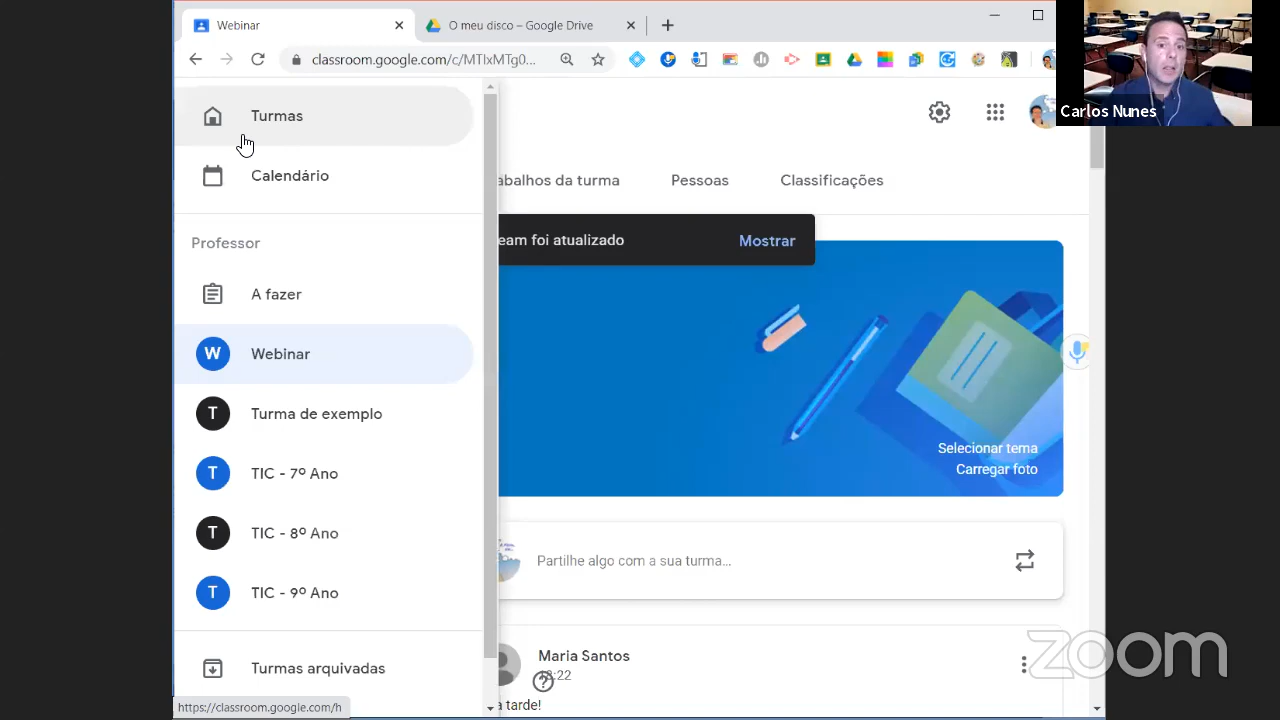 Webinar
O meu disco – Google Drive
classroom.google.com/c/MTIxMTg0...
Carlos Nunes
Turmas
Calendário
Professor
A fazer
W Webinar
T Turma de exemplo
T TIC - 7º Ano
T TIC - 8º Ano
T TIC - 9º Ano
Turmas arquivadas
https://classroom.google.com/h
abalhos da turma
Pessoas
Classificações
eam foi atualizado
Mostrar
Selecionar tema
Carregar foto
Partilhe algo com a sua turma...
Maria Santos
:22
a tarde!
zoom